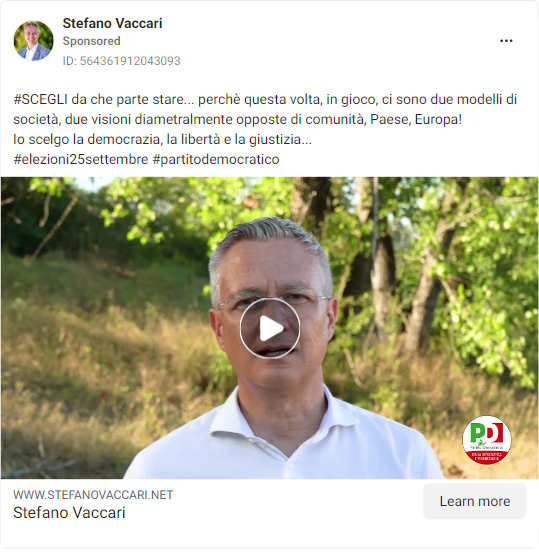 Stefano Vaccari
Sponsored
ID: 564361912043093
#SCEGLI da che parte stare... perchè questa volta, in gioco, ci sono due modelli di
società, due visioni diametralmente opposte di comunità, Paese, Europa!
Io scelgo la democrazia, la libertà e la giustizia...
#elezioni25settembre #partitodemocratico
PD
WWW.STEFANOVACCARI.NET
Stefano Vaccari
Learn more